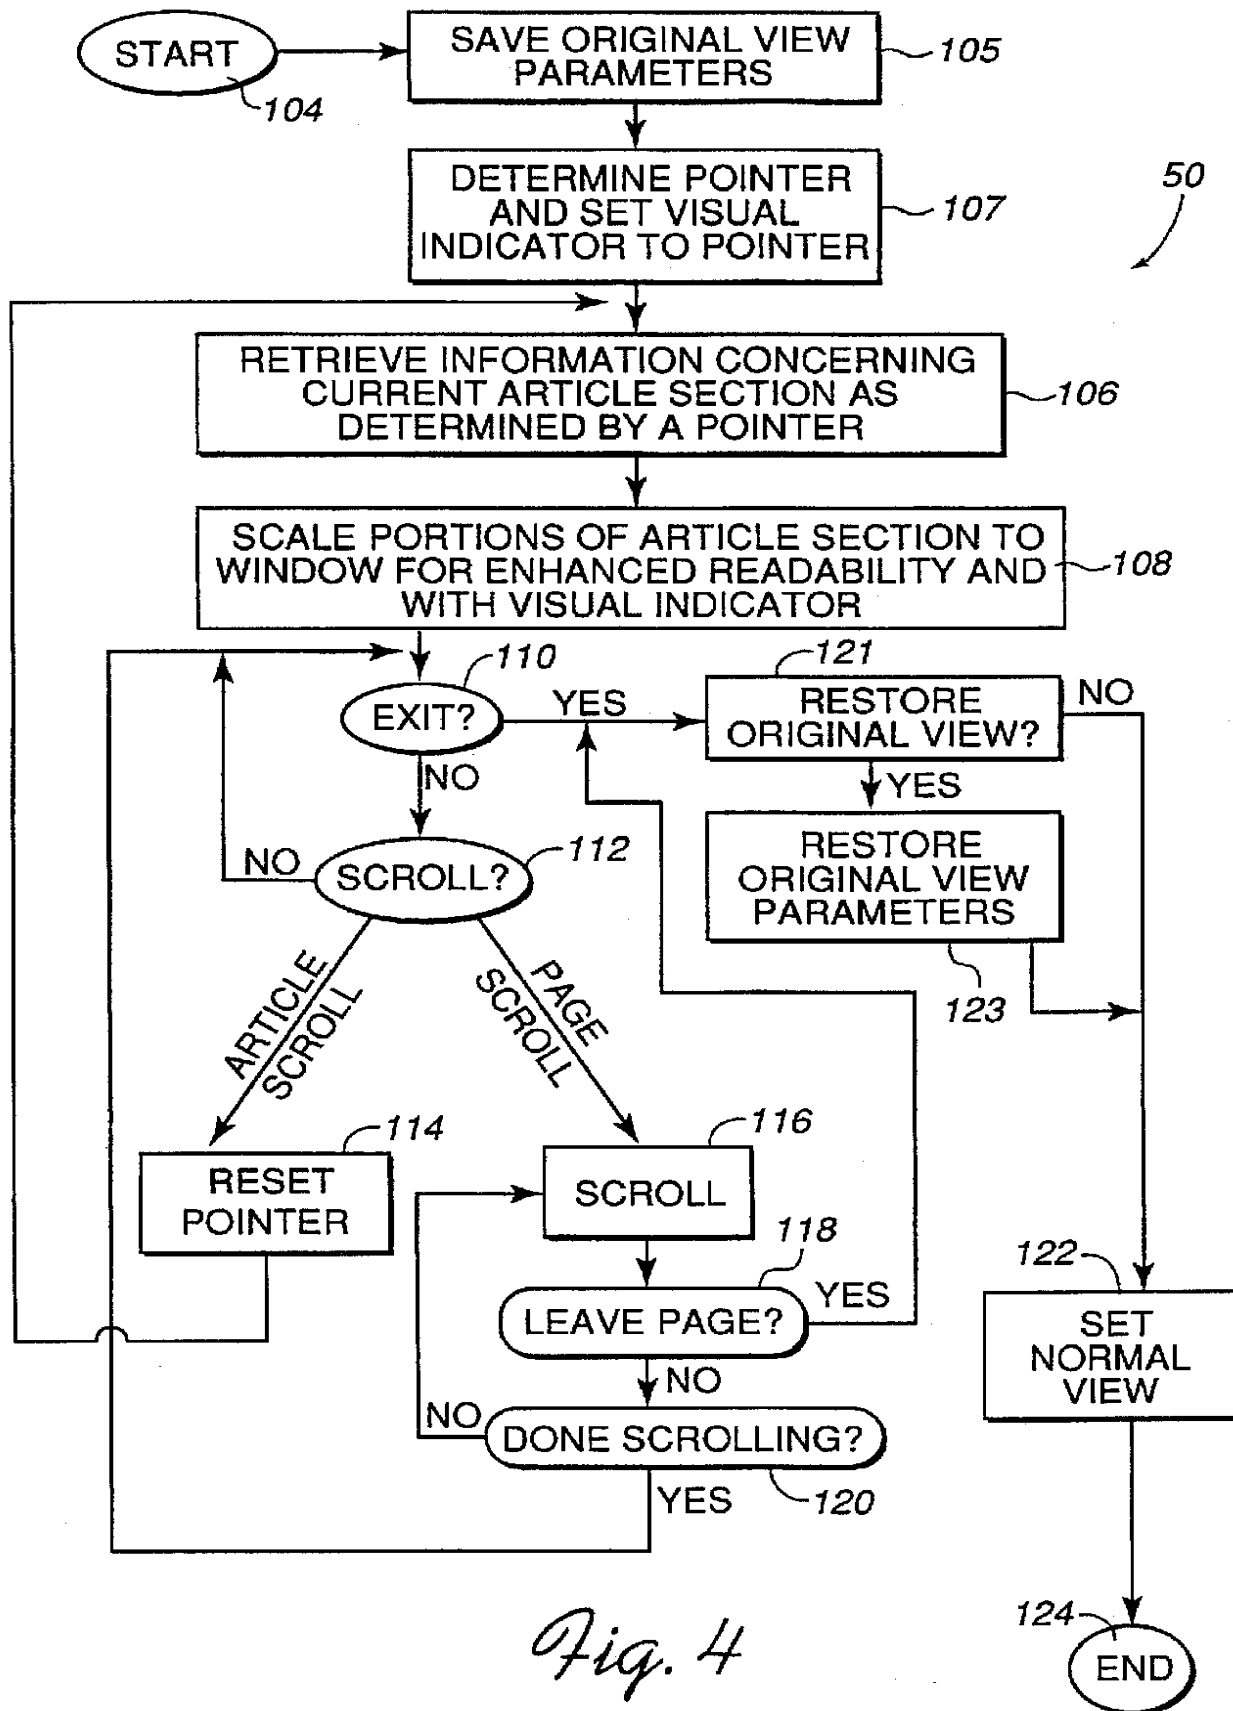 START
104
SAVE ORIGINAL VIEW
PARAMETERS
105
DETERMINE POINTER
AND SET VISUAL
INDICATOR TO POINTER
107
50
RETRIEVE INFORMATION CONCERNING
CURRENT ARTICLE SECTION AS
DETERMINED BY A POINTER
106
SCALE PORTIONS OF ARTICLE SECTION TO
WINDOW FOR ENHANCED READABILITY AND
WITH VISUAL INDICATOR
108
110
EXIT?
YES
NO
121
RESTORE
ORIGINAL VIEW?
NO
YES
112
SCROLL?
NO
RESTORE
ORIGINAL VIEW
PARAMETERS
123
ARTICLE
SCROLL
PAGE
SCROLL
114
RESET
POINTER
116
SCROLL
118
LEAVE PAGE?
YES
NO
DONE SCROLLING?
NO
120
YES
122
SET
NORMAL
VIEW
124
END
Fig. 4